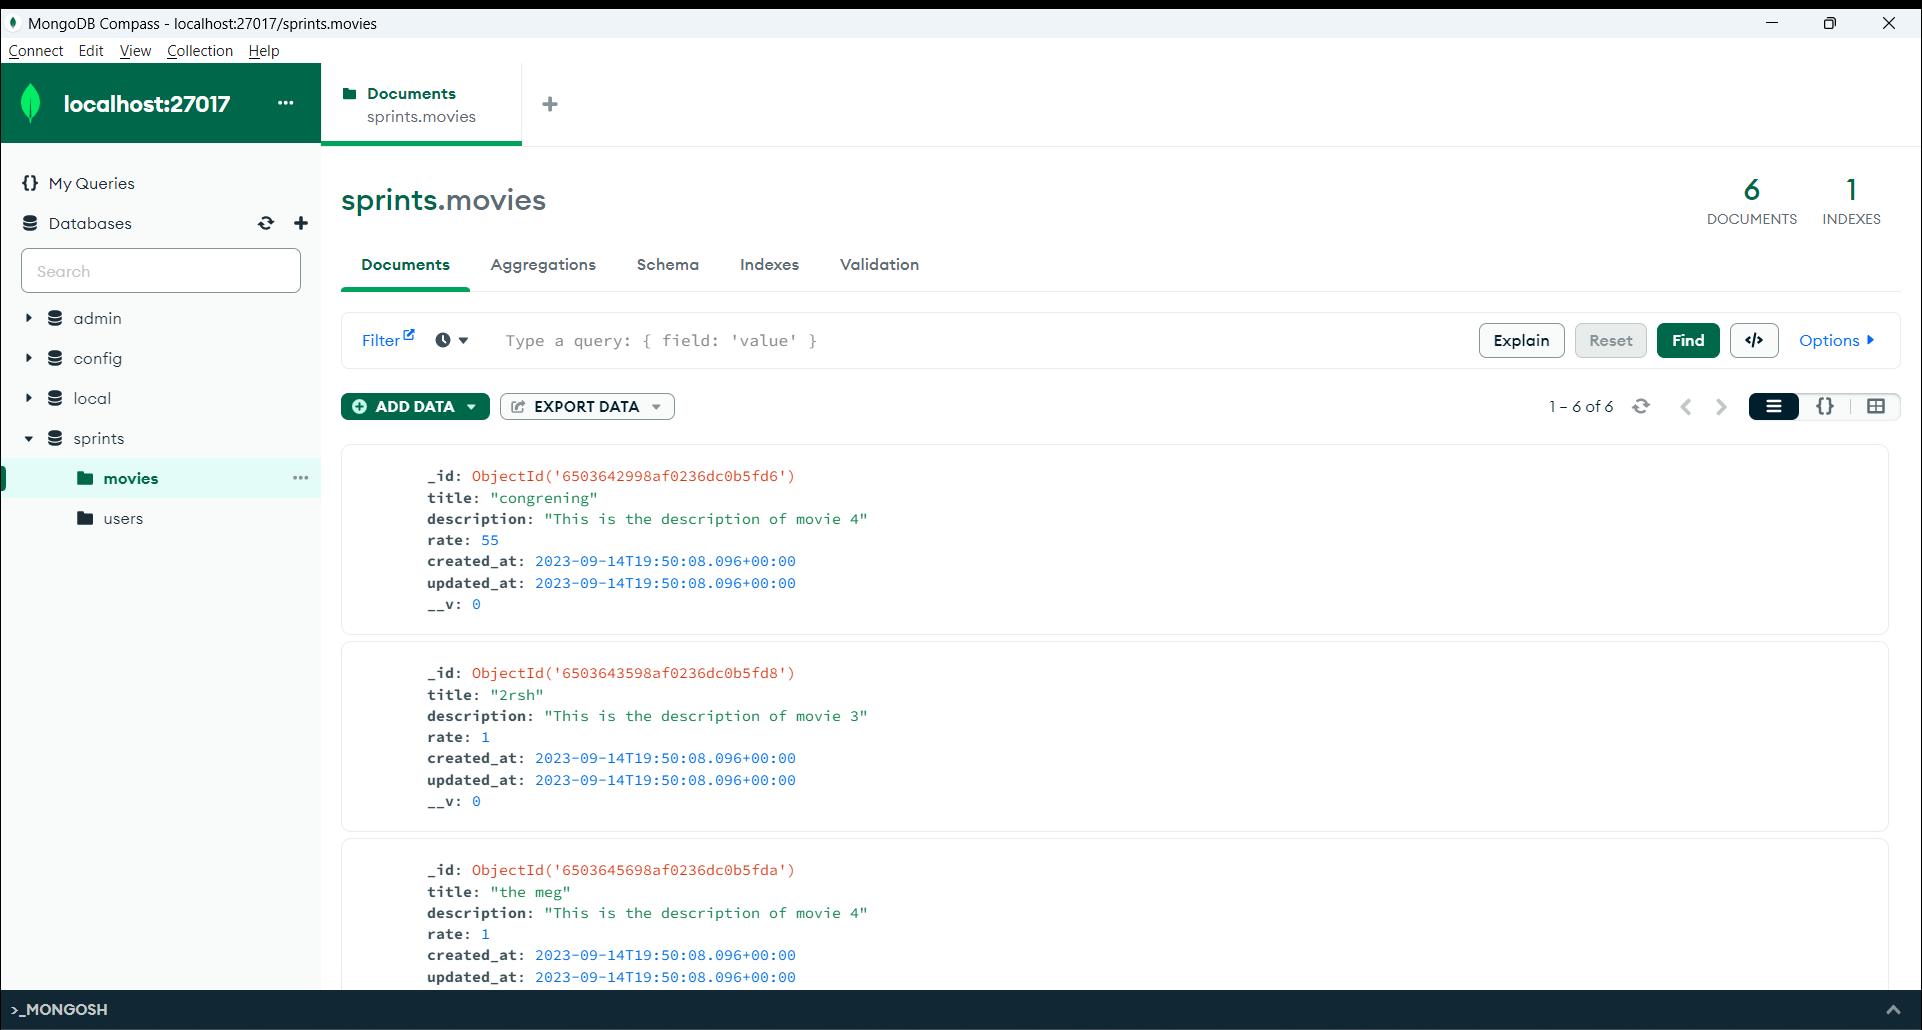 MongoDB Compass - localhost:27017/sprints.movies
Connect Edit View Collection Help
localhost:27017 ...
Documents
sprints.movies
+
{} My Queries
Databases
Search
admin
config
local
sprints
movies ...
users
sprints.movies
6
DOCUMENTS
1
INDEXES
Documents Aggregations Schema Indexes Validation
Filter Type a query: { field: 'value' } Explain Reset Find </> Options
ADD DATA EXPORT DATA 1 – 6 of 6 {}
_id: ObjectId('6503642998af0236dc0b5fd6')
title: "congrening"
description: "This is the description of movie 4"
rate: 55
created_at: 2023-09-14T19:50:08.096+00:00
updated_at: 2023-09-14T19:50:08.096+00:00
__v: 0
_id: ObjectId('6503643598af0236dc0b5fd8')
title: "2rsh"
description: "This is the description of movie 3"
rate: 1
created_at: 2023-09-14T19:50:08.096+00:00
updated_at: 2023-09-14T19:50:08.096+00:00
__v: 0
_id: ObjectId('6503645698af0236dc0b5fda')
title: "the meg"
description: "This is the description of movie 4"
rate: 1
created_at: 2023-09-14T19:50:08.096+00:00
updated_at: 2023-09-14T19:50:08.096+00:00
>_MONGOSH